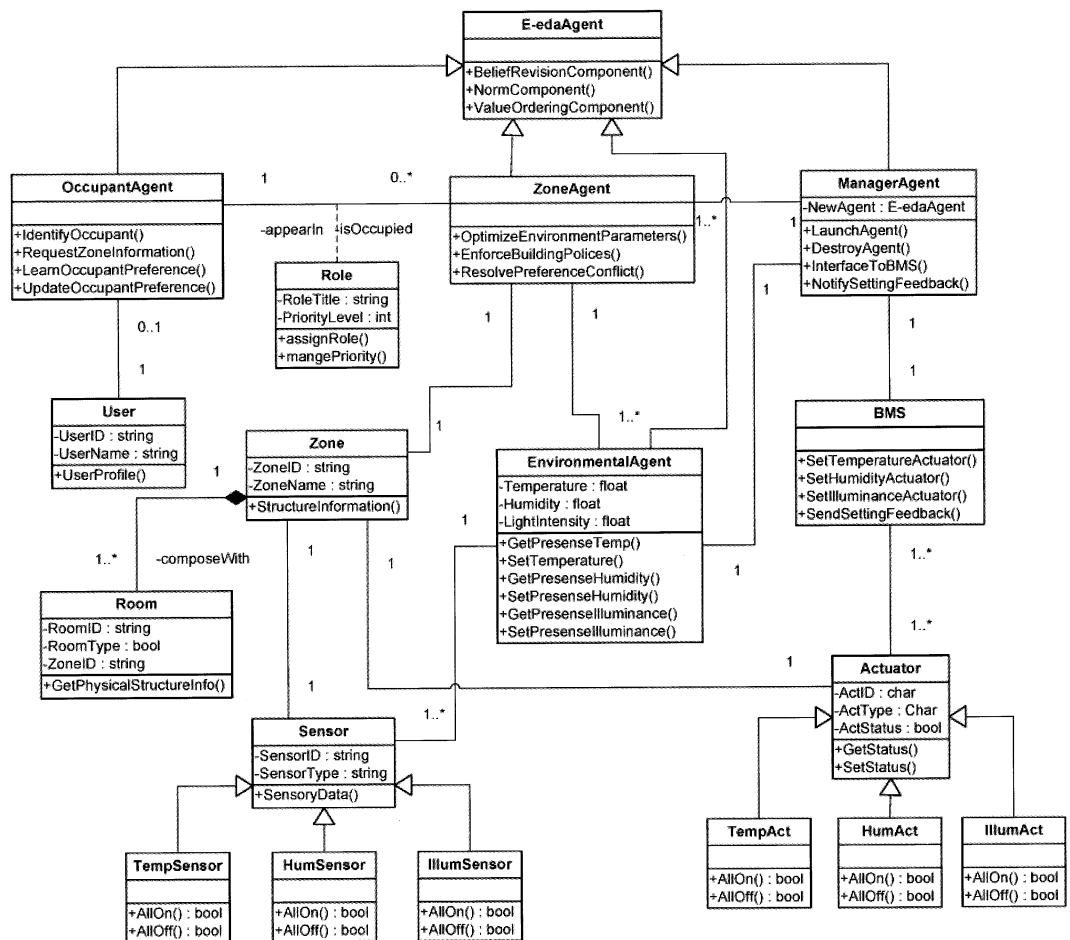 E-edaAgent
+BeliefRevisionComponent()
+NormComponent()
+ValueOrderingComponent()
OccupantAgent
+IdentifyOccupant()
+RequestZoneInformation()
+LearnOccupantPreference()
+UpdateOccupantPreference()
1
0..*
-appearIn
-isOccupied
ZoneAgent
+OptimizeEnvironmentParameters()
+EnforceBuildingPolices()
+ResolvePreferenceConflict()
1..*
1
ManagerAgent
-NewAgent : E-edaAgent
+LaunchAgent()
+DestroyAgent()
+InterfaceToBMS()
+NotifySettingFeedback()
Role
-RoleTitle : string
-PriorityLevel : int
+assignRole()
+mangePriority()
0..1
1
1
1
1
1
1
User
-UserID : string
-UserName : string
+UserProfile()
Zone
-ZoneID : string
-ZoneName : string
+StructureInformation()
1
1
1..*
-composeWith
1..*
EnvironmentalAgent
-Temperature : float
-Humidity : float
-LightIntensity : float
+GetPresenseTemp()
+SetTemperature()
+GetPresenseHumidity()
+SetPresenseHumidity()
+GetPresenseIlluminance()
+SetPresenseIlluminance()
BMS
+SetTemperatureActuator()
+SetHumidityActuator()
+SetIlluminanceActuator()
+SendSettingFeedback()
1
1
1
1
1..*
1..*
Room
-RoomID : string
-RoomType : bool
-ZoneID : string
+GetPhysicalStructureInfo()
1
1..*
1
Sensor
-SensorID : string
-SensorType : string
+SensoryData()
Actuator
-ActID : char
-ActType : Char
-ActStatus : bool
+GetStatus()
+SetStatus()
TempSensor
+AllOn() : bool
+AllOff() : bool
HumSensor
+AllOn() : bool
+AllOff() : bool
IllumSensor
+AllOn() : bool
+AllOff() : bool
TempAct
+AllOn() : bool
+AllOff() : bool
HumAct
+AllOn() : bool
+AllOff() : bool
IllumAct
+AllOn() : bool
+AllOff() : bool